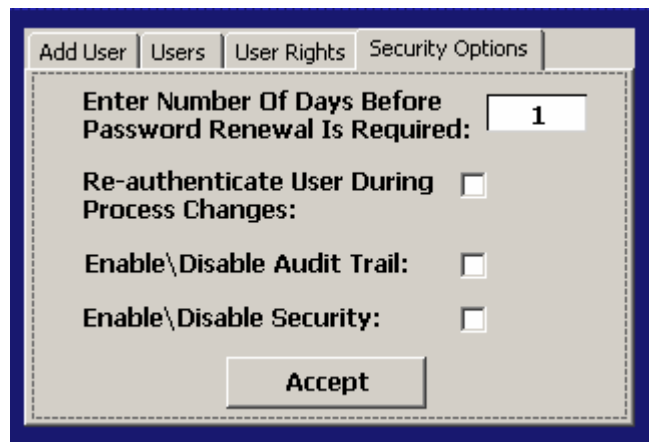 Add User Users User Rights Security Options
Enter Number Of Days Before
Password Renewal Is Required: 1
Re-authenticate User During
Process Changes:
Enable\Disable Audit Trail:
Enable\Disable Security:
Accept